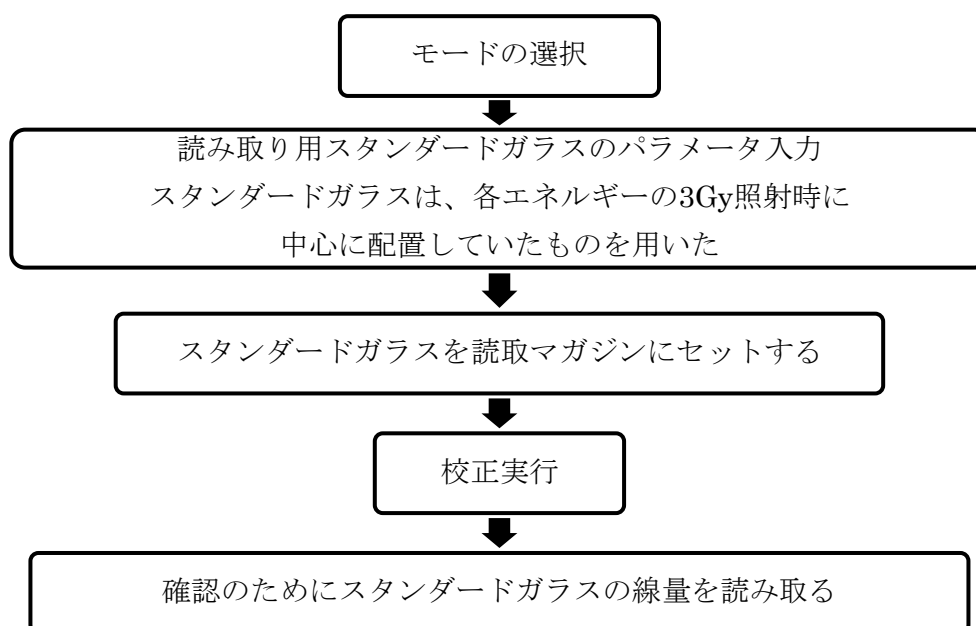 モードの選択
読み取り用スタンダードガラスのパラメータ入力
スタンダードガラスは、各エネルギーの3Gy照射時に
中心に配置していたものを用いた
スタンダードガラスを読取マガジンにセットする
校正実行
確認のためにスタンダードガラスの線量を読み取る